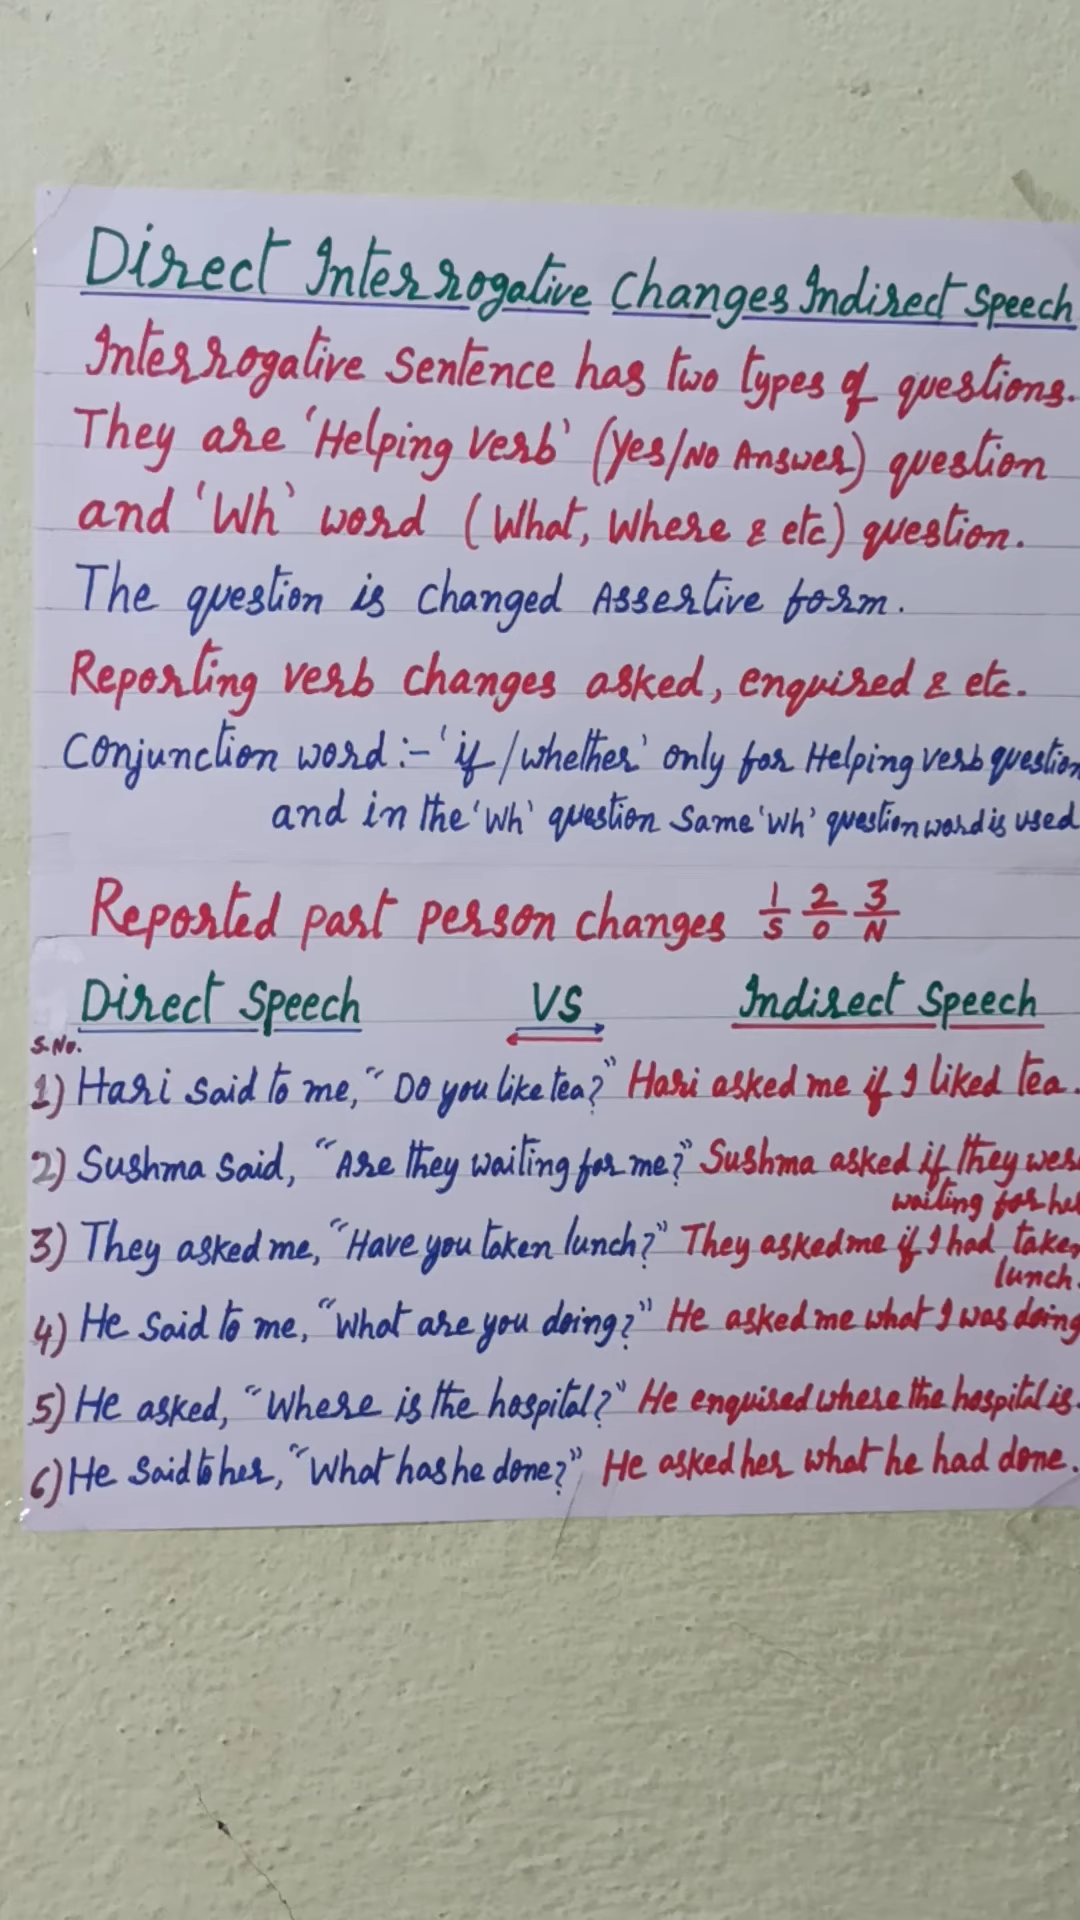 Direct Interrogative Changes Indirect Speech
Interrogative Sentence has two types of questions.
They are 'Helping verb' (Yes/No Answer) question
and 'Wh' word (What, Where & etc) question.
The question is changed Assertive form.
Reporting verb changes asked, enquired & etc.
Conjunction word :- 'if/whether' only for Helping verb question
and in the 'Wh' question Same 'Wh' question word is used
Reported part person changes 1/S 2/O 3/N
Direct Speech VS Indirect Speech
S.No.
1) Hari said to me, "Do you like tea?" Hari asked me if I liked tea.
2) Sushma said, "Are they waiting for me?" Sushma asked if they wer
waiting for he
3) They asked me, "Have you taken lunch?" They asked me if I had taken
lunch.
4) He said to me, "What are you doing?" He asked me what I was doing
5) He asked, "Where is the hospital?" He enquired where the hospital is.
6) He said to her, "What has he done?" He asked her what he had done.